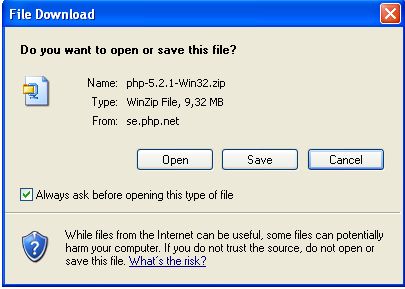 File Download
Do you want to open or save this file?
Name: php-5.2.1-Win32.zip
Type: WinZip File, 9,32 MB
From: se.php.net
Open Save Cancel
Always ask before opening this type of file
While files from the Internet can be useful, some files can potentially
harm your computer. If you do not trust the source, do not open or
save this file. What's the risk?